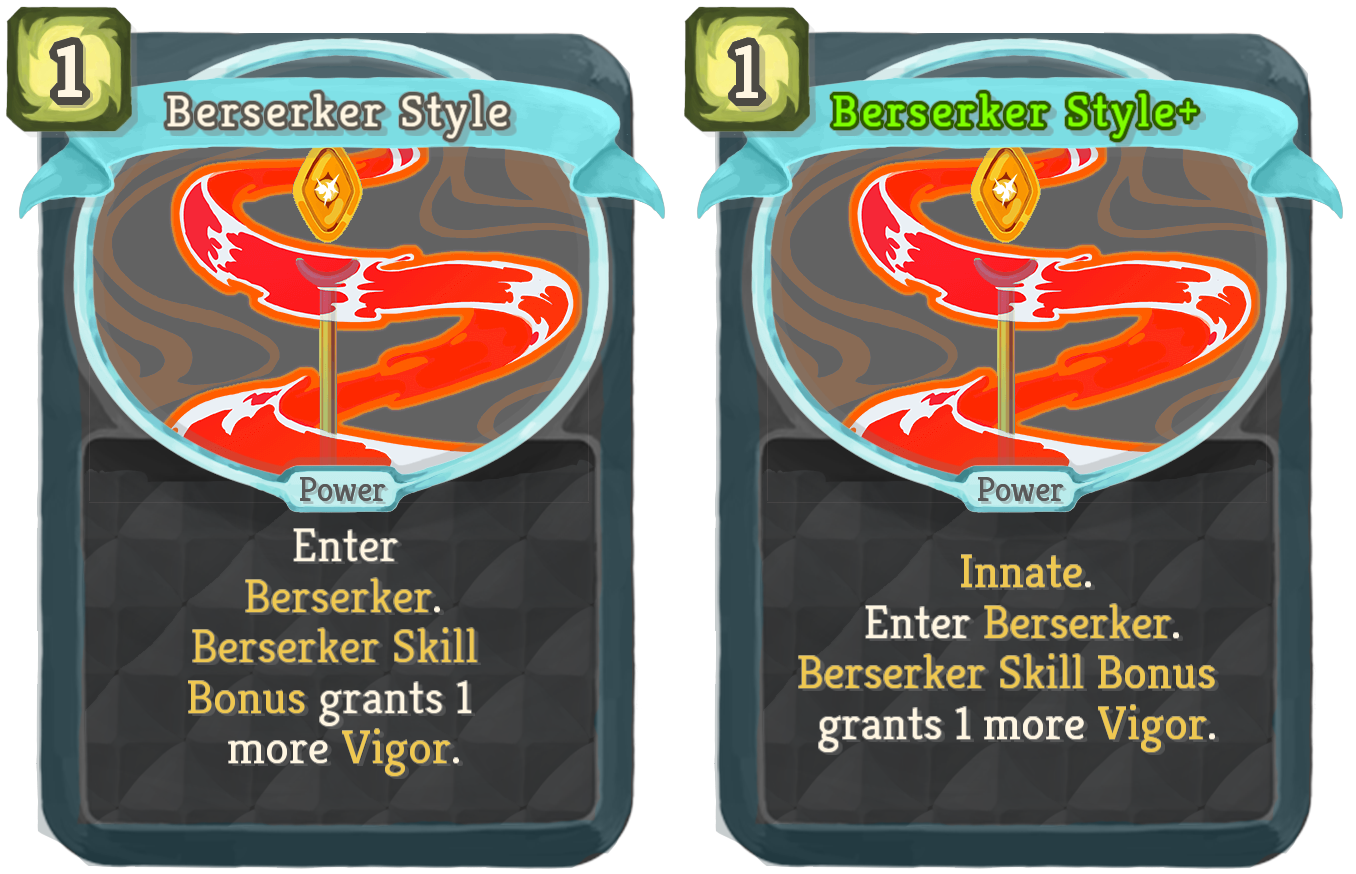 1
Berserker Style
Power
Enter
Berserker.
Berserker Skill
Bonus grants 1
more Vigor.
1
Berserker Style+
Power
Innate.
Enter Berserker.
Berserker Skill Bonus
grants 1 more Vigor.